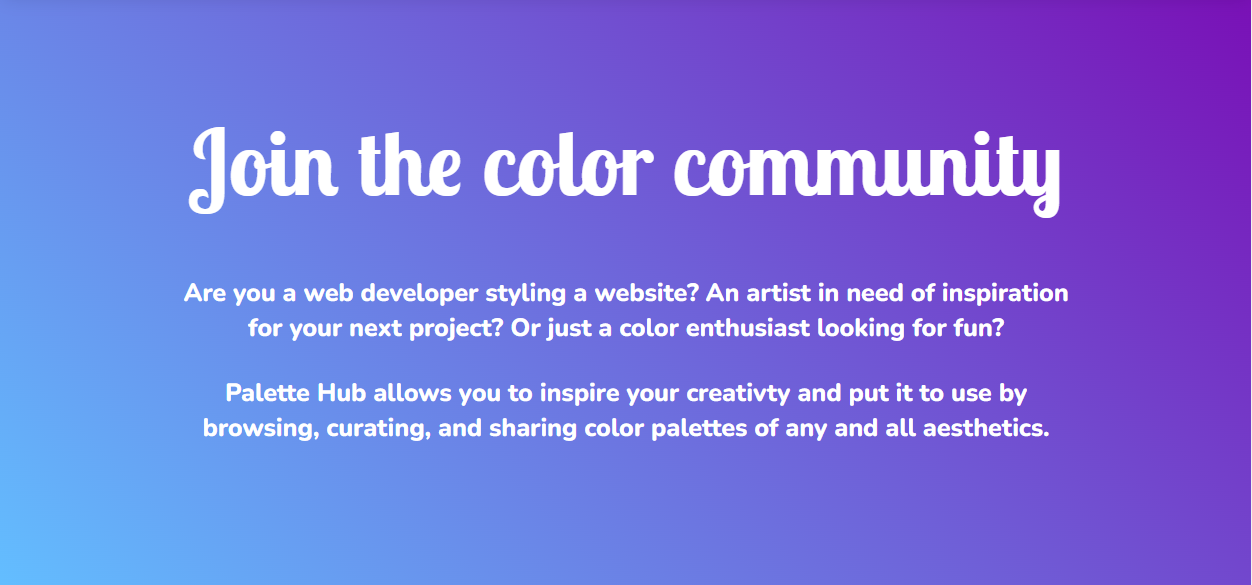 Join the color community
Are you a web developer styling a website? An artist in need of inspiration
for your next project? Or just a color enthusiast looking for fun?
Palette Hub allows you to inspire your creativty and put it to use by
browsing, curating, and sharing color palettes of any and all aesthetics.